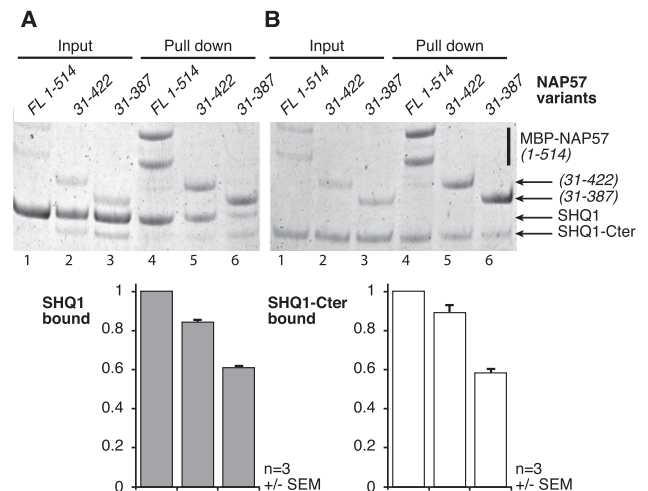 A
B
Input
Pull down
Input
Pull down
FL 1-514
31-422
31-387
FL 1-514
31-422
31-387
FL 1-514
31-422
31-387
FL 1-514
31-422
31-387
NAP57
variants
MBP-NAP57
(1-514)
(31-422)
(31-387)
SHQ1
SHQ1-Cter
1 2 3 4 5 6
1 2 3 4 5 6
SHQ1
bound
1
0.8
0.6
0.4
0.2
0
n=3
+/- SEM
SHQ1-Cter
bound
1
0.8
0.6
0.4
0.2
0
n=3
+/- SEM